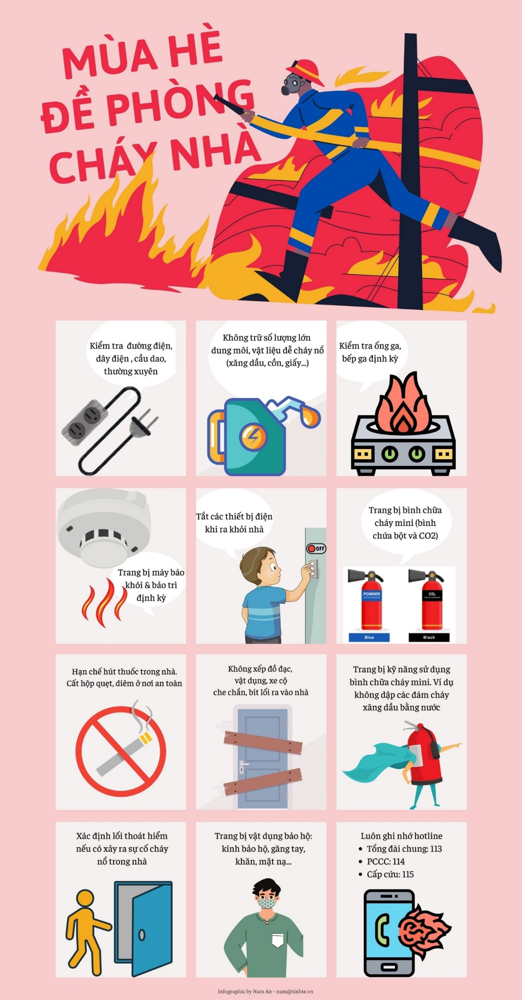 MÙA HÈ
ĐỀ PHÒNG
CHÁY NHÀ
Kiểm tra đường điện,
dây điện , cầu dao,
thường xuyên
Không trữ số lượng lớn
dung môi, vật liệu dễ cháy nổ
(xăng dầu, cồn, giấy...)
Kiểm tra ống ga,
bếp ga định kỳ
Trang bị máy báo
khói & bảo trì
định kỳ
Tắt các thiết bị điện
khi ra khỏi nhà
OFF
Trang bị bình chữa
cháy mini (bình
chứa bột và CO2)
POWDER
FIRE EXTINGUISHER
Blue
CO₂
FIRE EXTINGUISHER
Black
Hạn chế hút thuốc trong nhà.
Cất hộp quẹt, diêm ở nơi an toàn
Không xếp đồ đạc,
vật dụng, xe cộ
che chắn, bít lối ra vào nhà
Trang bị kỹ năng sử dụng
bình chữa cháy mini. Ví dụ
không dập các đám cháy
xăng dầu bằng nước
Xác định lối thoát hiểm
nếu có xảy ra sự cố cháy
nổ trong nhà
Trang bị vật dụng bảo hộ:
kính bảo hộ, găng tay,
khăn, mặt nạ...
Luôn ghi nhớ hotline
• Tổng đài chung: 113
• PCCC: 114
• Cấp cứu: 115
Infographic by Nam Air - nam@tinhte.vn